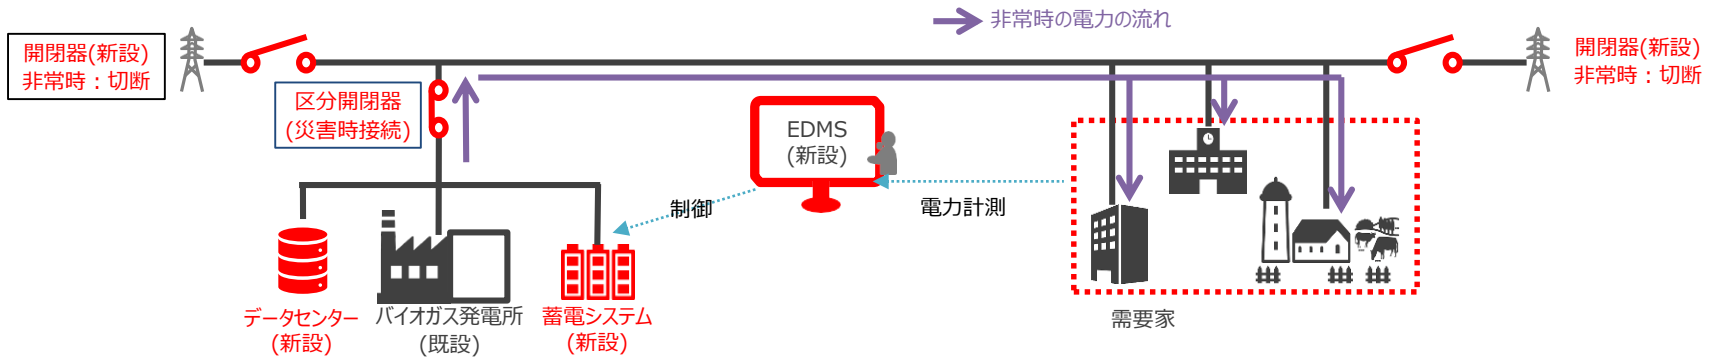 非常時の電力の流れ
開閉器(新設)
非常時：切断
開閉器(新設)
非常時：切断
区分開閉器
(災害時接続)
EDMS
(新設)
制御
電力計測
データセンター
(新設)
バイオガス発電所
(既設)
蓄電システム
(新設)
需要家